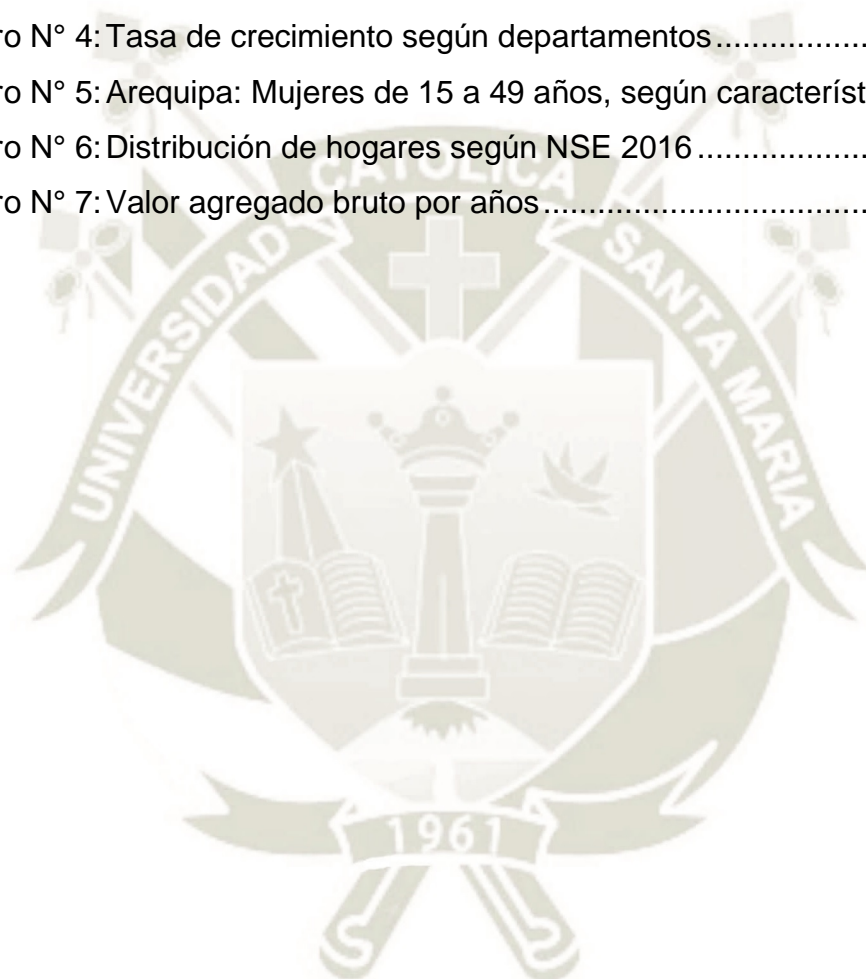 ro N° 4: Tasa de crecimiento según departamentos.................
ro N° 5: Arequipa: Mujeres de 15 a 49 años, según característ
ro N° 6: Distribución de hogares según NSE 2016...................
ro N° 7: Valor agregado bruto por años....................................
UNIVERSIDAD CATOLICA SANTA MARIA
1961